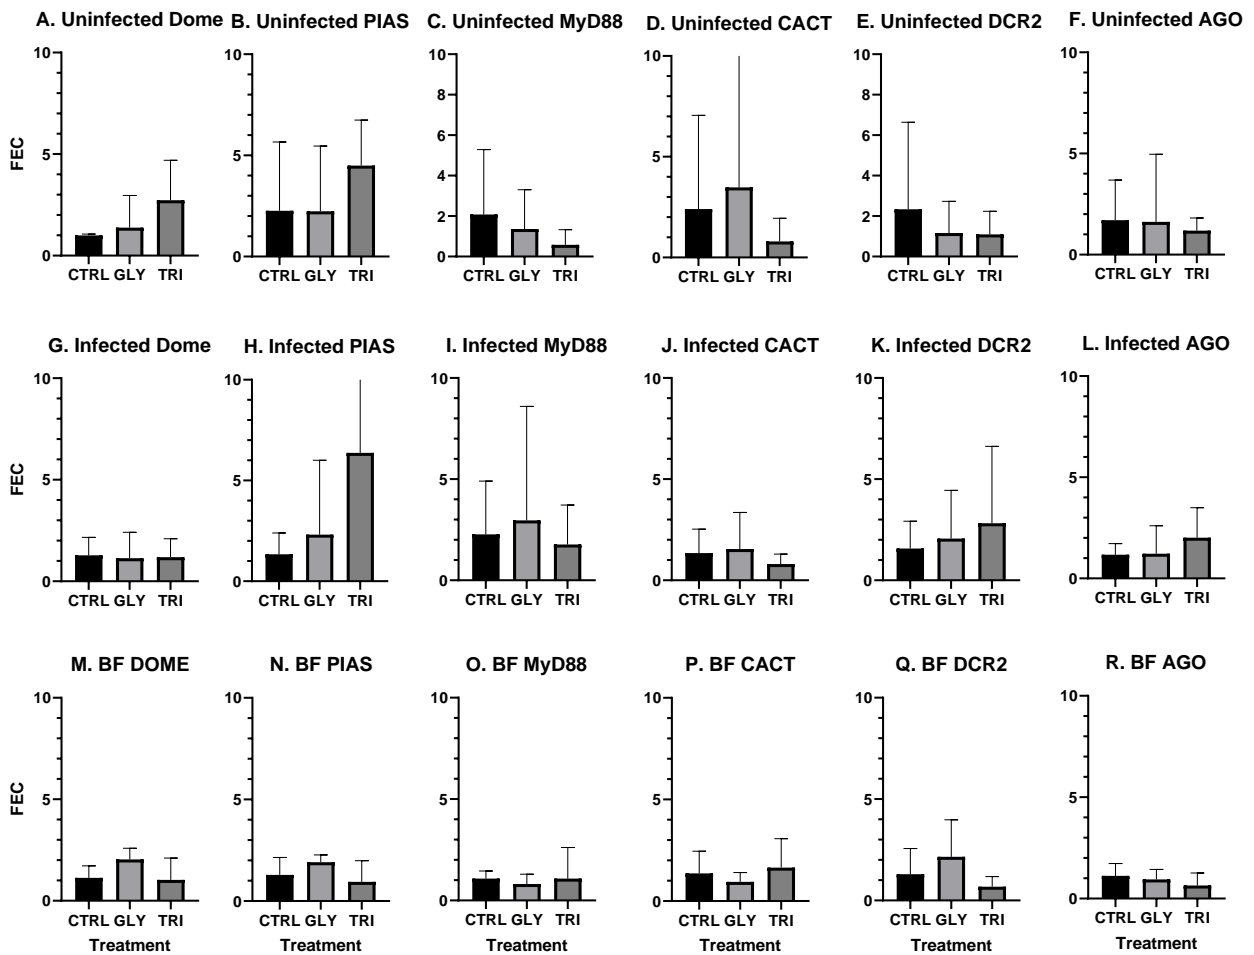 A. Uninfected Dome B. Uninfected PIAS C. Uninfected MyD88 D. Uninfected CACT E. Uninfected DCR2 F. Uninfected AGO
10 10 10 10 10 10
8 8
FEC 5 5 6 5 6 5
4 4
2 2
0 0 0 0 0 0
CTRL GLY TRI CTRL GLY TRI CTRL GLY TRI CTRL GLY TRI CTRL GLY TRI CTRL GLY TRI
G. Infected Dome H. Infected PIAS I. Infected MyD88 J. Infected CACT K. Infected DCR2 L. Infected AGO
10 10 10 10 10 10
FEC 5 5 5 5 5 5
0 0 0 0 0 0
CTRL GLY TRI CTRL GLY TRI CTRL GLY TRI CTRL GLY TRI CTRL GLY TRI CTRL GLY TRI
M. BF DOME N. BF PIAS O. BF MyD88 P. BF CACT Q. BF DCR2 R. BF AGO
10 10 10 10 10 10
FEC 5 5 5 5 5 5
0 0 0 0 0 0
CTRL GLY TRI CTRL GLY TRI CTRL GLY TRI CTRL GLY TRI CTRL GLY TRI CTRL GLY TRI
Treatment Treatment Treatment Treatment Treatment Treatment